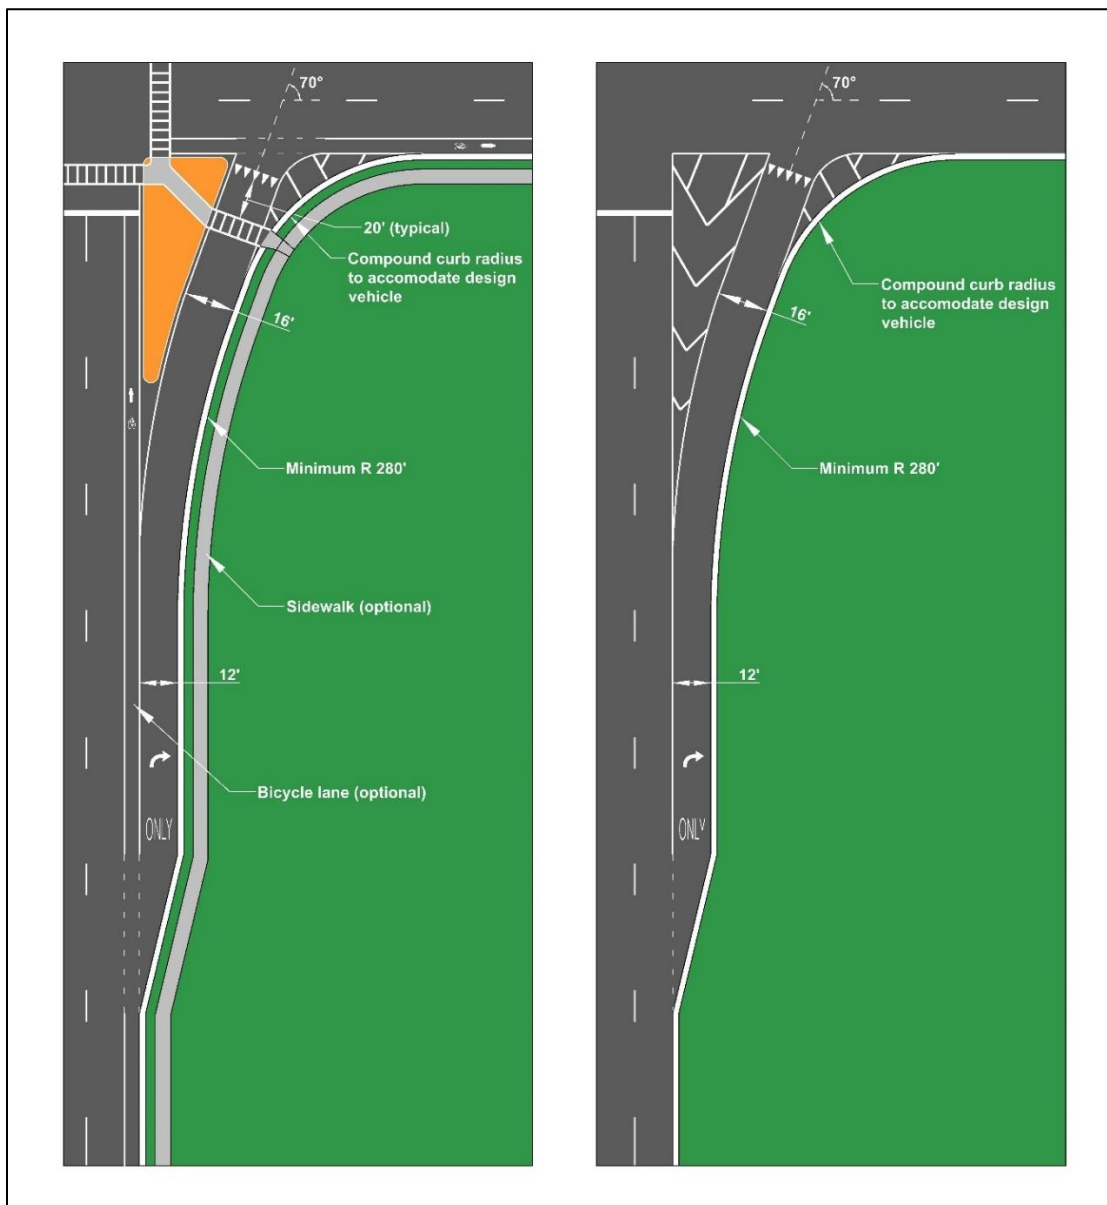 70°
20' (typical)
Compound curb radius
to accomodate design
vehicle
16'
Minimum R 280'
Sidewalk (optional)
12'
Bicycle lane (optional)
ONLY
70°
Compound curb radius
to accomodate design
vehicle
16'
Minimum R 280'
12'
ONLY